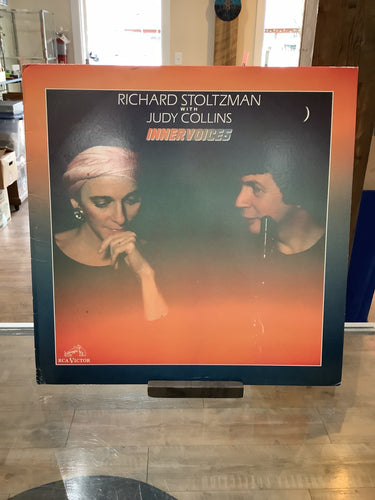 RICHARD STOLTZMAN
WITH
JUDY COLLINS
INNER VOICES
RCA VICTOR